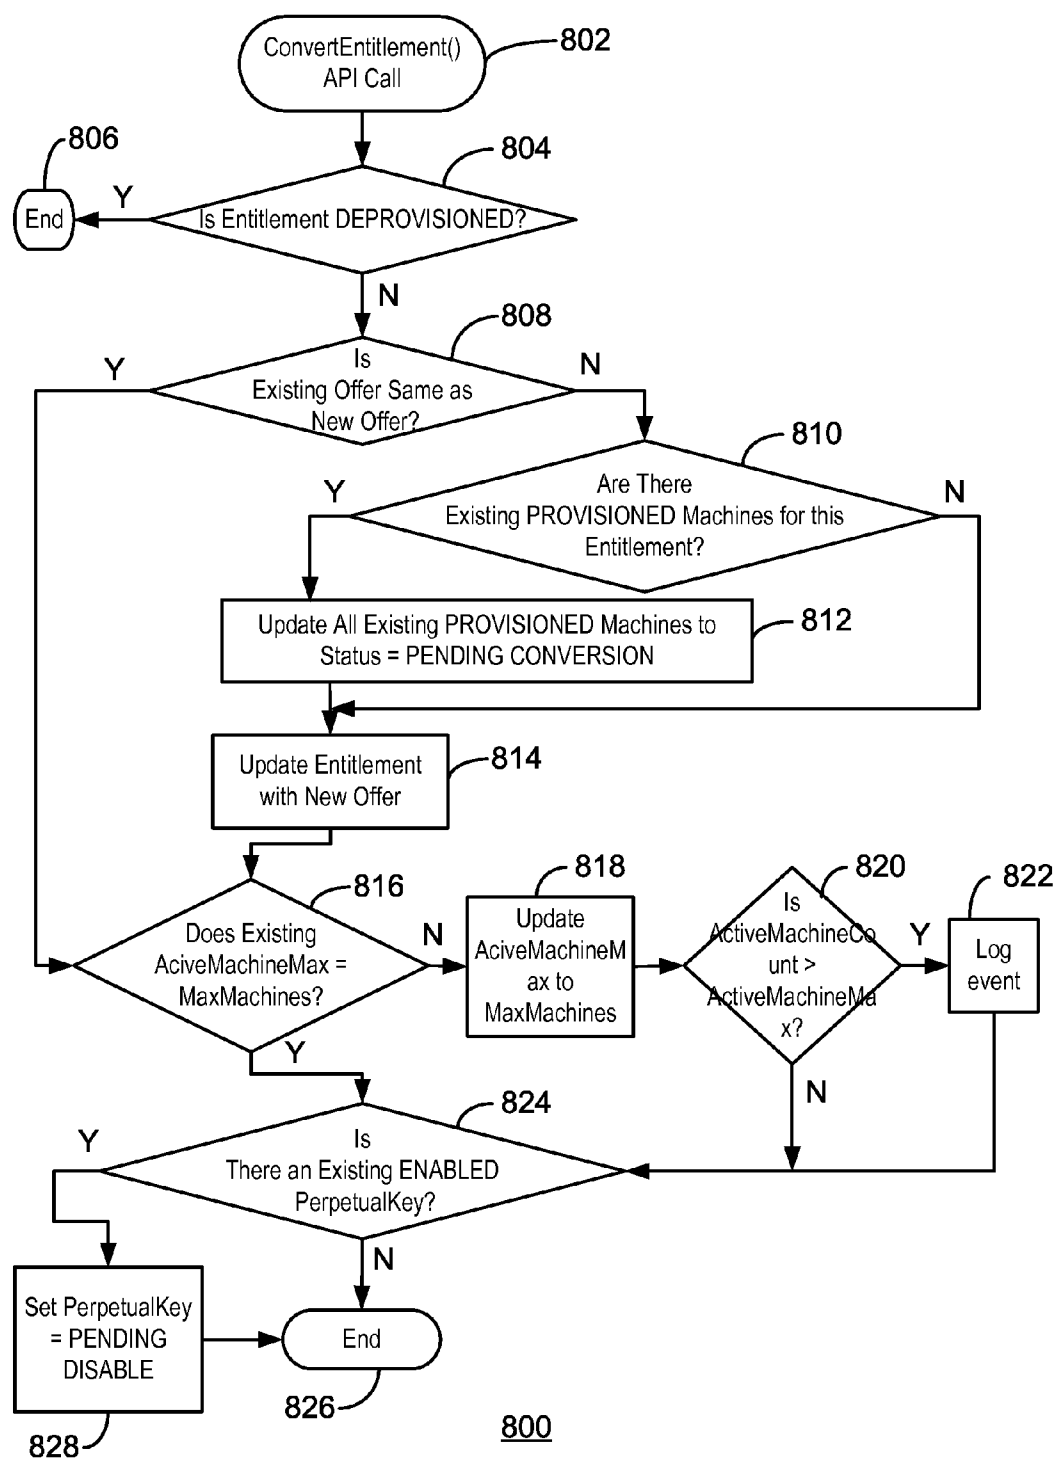 ConvertEntitlement()
API Call
802
806
804
Y
End
Is Entitlement DEPROVISIONED?
N
808
Y
Is
Existing Offer Same as
New Offer?
N
810
Y
Are There
Existing PROVISIONED Machines for this
Entitlement?
N
Update All Existing PROVISIONED Machines to
Status = PENDING CONVERSION
812
Update Entitlement
with New Offer
814
816
Does Existing
AciveMachineMax =
MaxMachines?
N
Y
818
Update
AciveMachineM
ax to
MaxMachines
820
Is
ActiveMachineCo
unt >
ActiveMachineMa
x?
Y
N
822
Log
event
824
Y
Is
There an Existing ENABLED
PerpetualKey?
N
Set PerpetualKey
= PENDING
DISABLE
828
End
826
800